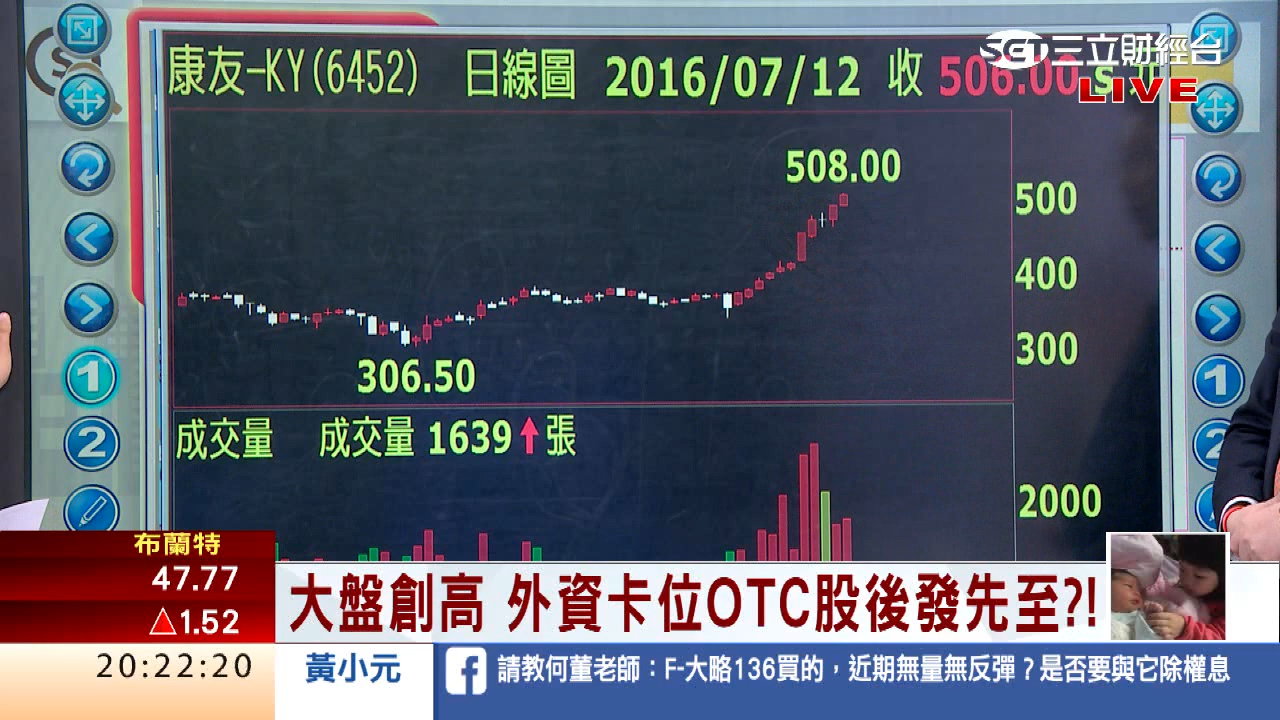 康友-KY(6452) 日線圖 2016/07/12 收 506.00 s 元
SET三立財經台
LIVE
508.00
500
400
300
306.50
成交量 成交量 1639↑張
2000
1
2
1
2
布蘭特
47.77
△1.52
大盤創高 外資卡位OTC股後發先至?!
20:22:20
黃小元
請教何董老師：F-大略136買的，近期無量無反彈？是否要與它除權息